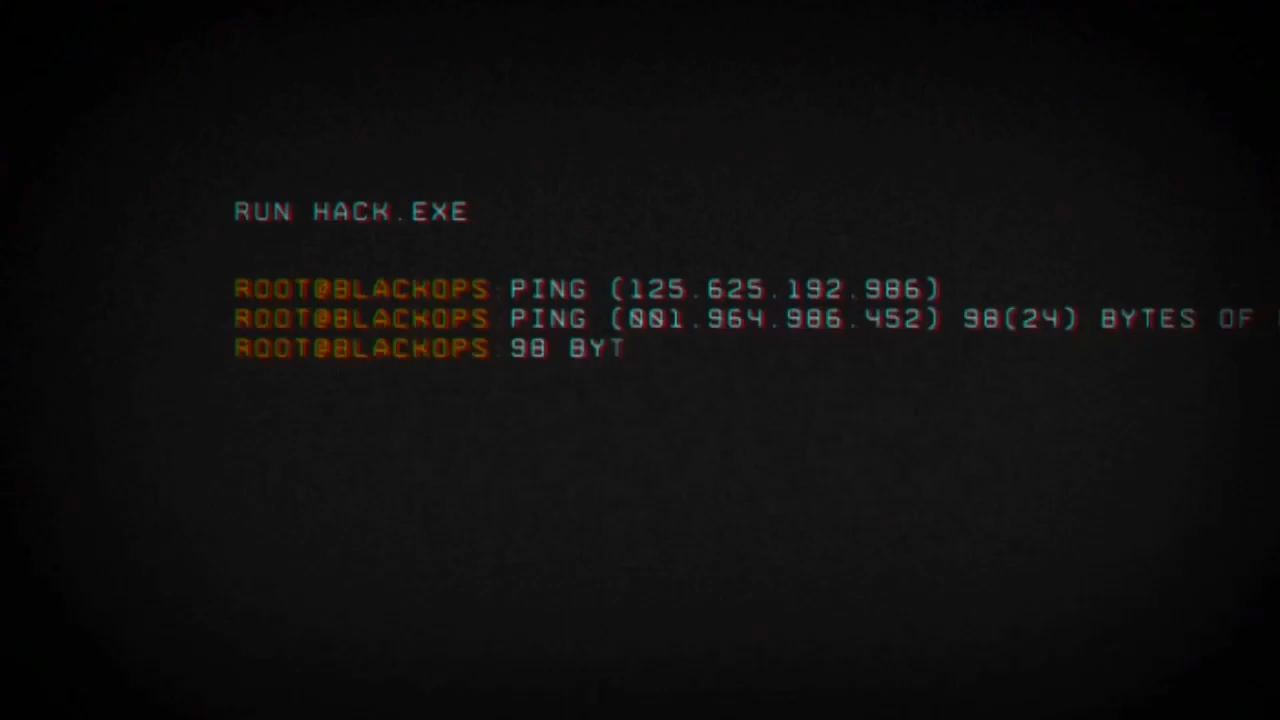 RUN HACK.EXE
ROOT@BLACKOPS: PING (125.625.192.986)
ROOT@BLACKOPS: PING (001.964.986.452) 98(24) BYTES OF
ROOT@BLACKOPS: 98 BYT